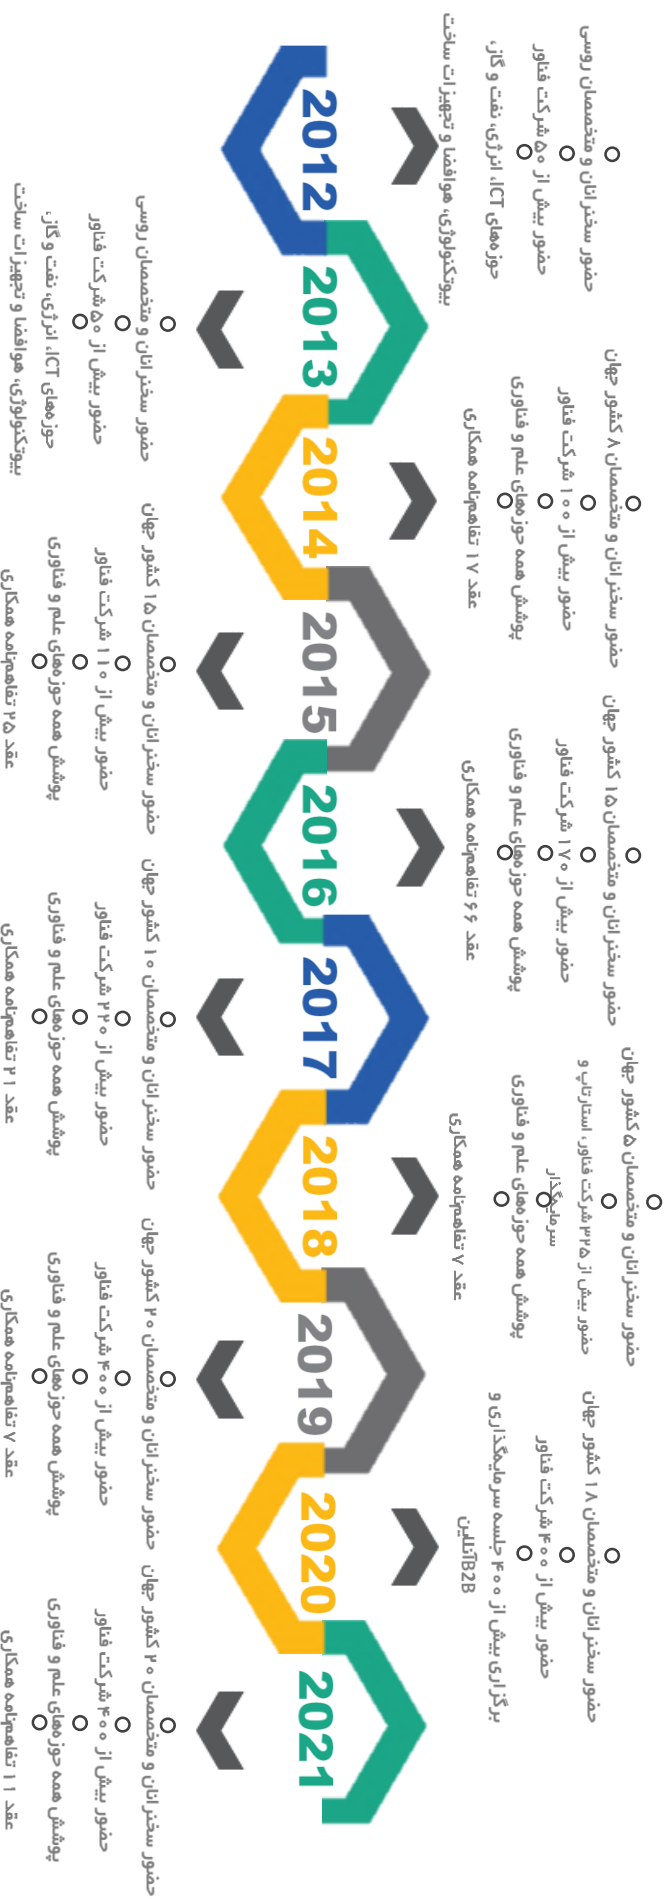 2012
حضور سخنرانان و متخصصان روسی
حضور بیش از ۵۰ شرکت فناور
حوزه‌های ICT، انرژی، نفت و گاز،
بیوتکنولوژی، هوافضا و تجهیزات ساخت
2013
حضور سخنرانان و متخصصان روسی
حضور بیش از ۵۰ شرکت فناور
حوزه‌های ICT، انرژی، نفت و گاز،
بیوتکنولوژی، هوافضا و تجهیزات ساخت
2014
حضور سخنرانان و متخصصان ۸ کشور جهان
حضور بیش از ۱۰۰ شرکت فناور
پوشش همه حوزه‌های علم و فناوری
عقد ۱۷ تفاهم‌نامه همکاری
2015
حضور سخنرانان و متخصصان ۱۵ کشور جهان
حضور بیش از ۱۱۰ شرکت فناور
پوشش همه حوزه‌های علم و فناوری
عقد ۲۵ تفاهم‌نامه همکاری
2016
حضور سخنرانان و متخصصان ۱۵ کشور جهان
حضور بیش از ۱۷۰ شرکت فناور
پوشش همه حوزه‌های علم و فناوری
عقد ۶۶ تفاهم‌نامه همکاری
2017
حضور سخنرانان و متخصصان ۱۰ کشور جهان
حضور بیش از ۲۲۰ شرکت فناور
پوشش همه حوزه‌های علم و فناوری
عقد ۲۱ تفاهم‌نامه همکاری
2018
حضور سخنرانان و متخصصان ۵ کشور جهان
حضور بیش از ۳۲۵ شرکت فناور، استارتاپ و
سرمایه‌گذار
پوشش همه حوزه‌های علم و فناوری
عقد ۷ تفاهم‌نامه همکاری
2019
حضور سخنرانان و متخصصان ۲۰ کشور جهان
حضور بیش از ۴۰۰ شرکت فناور
پوشش همه حوزه‌های علم و فناوری
عقد ۷ تفاهم‌نامه همکاری
2020
حضور سخنرانان و متخصصان ۱۸ کشور جهان
حضور بیش از ۴۰۰ شرکت فناور
برگزاری بیش از ۴۰۰ جلسه سرمایه‌گذاری و
B2Bآنلاین
2021
حضور سخنرانان و متخصصان ۲۰ کشور جهان
حضور بیش از ۴۰۰ شرکت فناور
پوشش همه حوزه‌های علم و فناوری
عقد ۱۱ تفاهم‌نامه همکاری